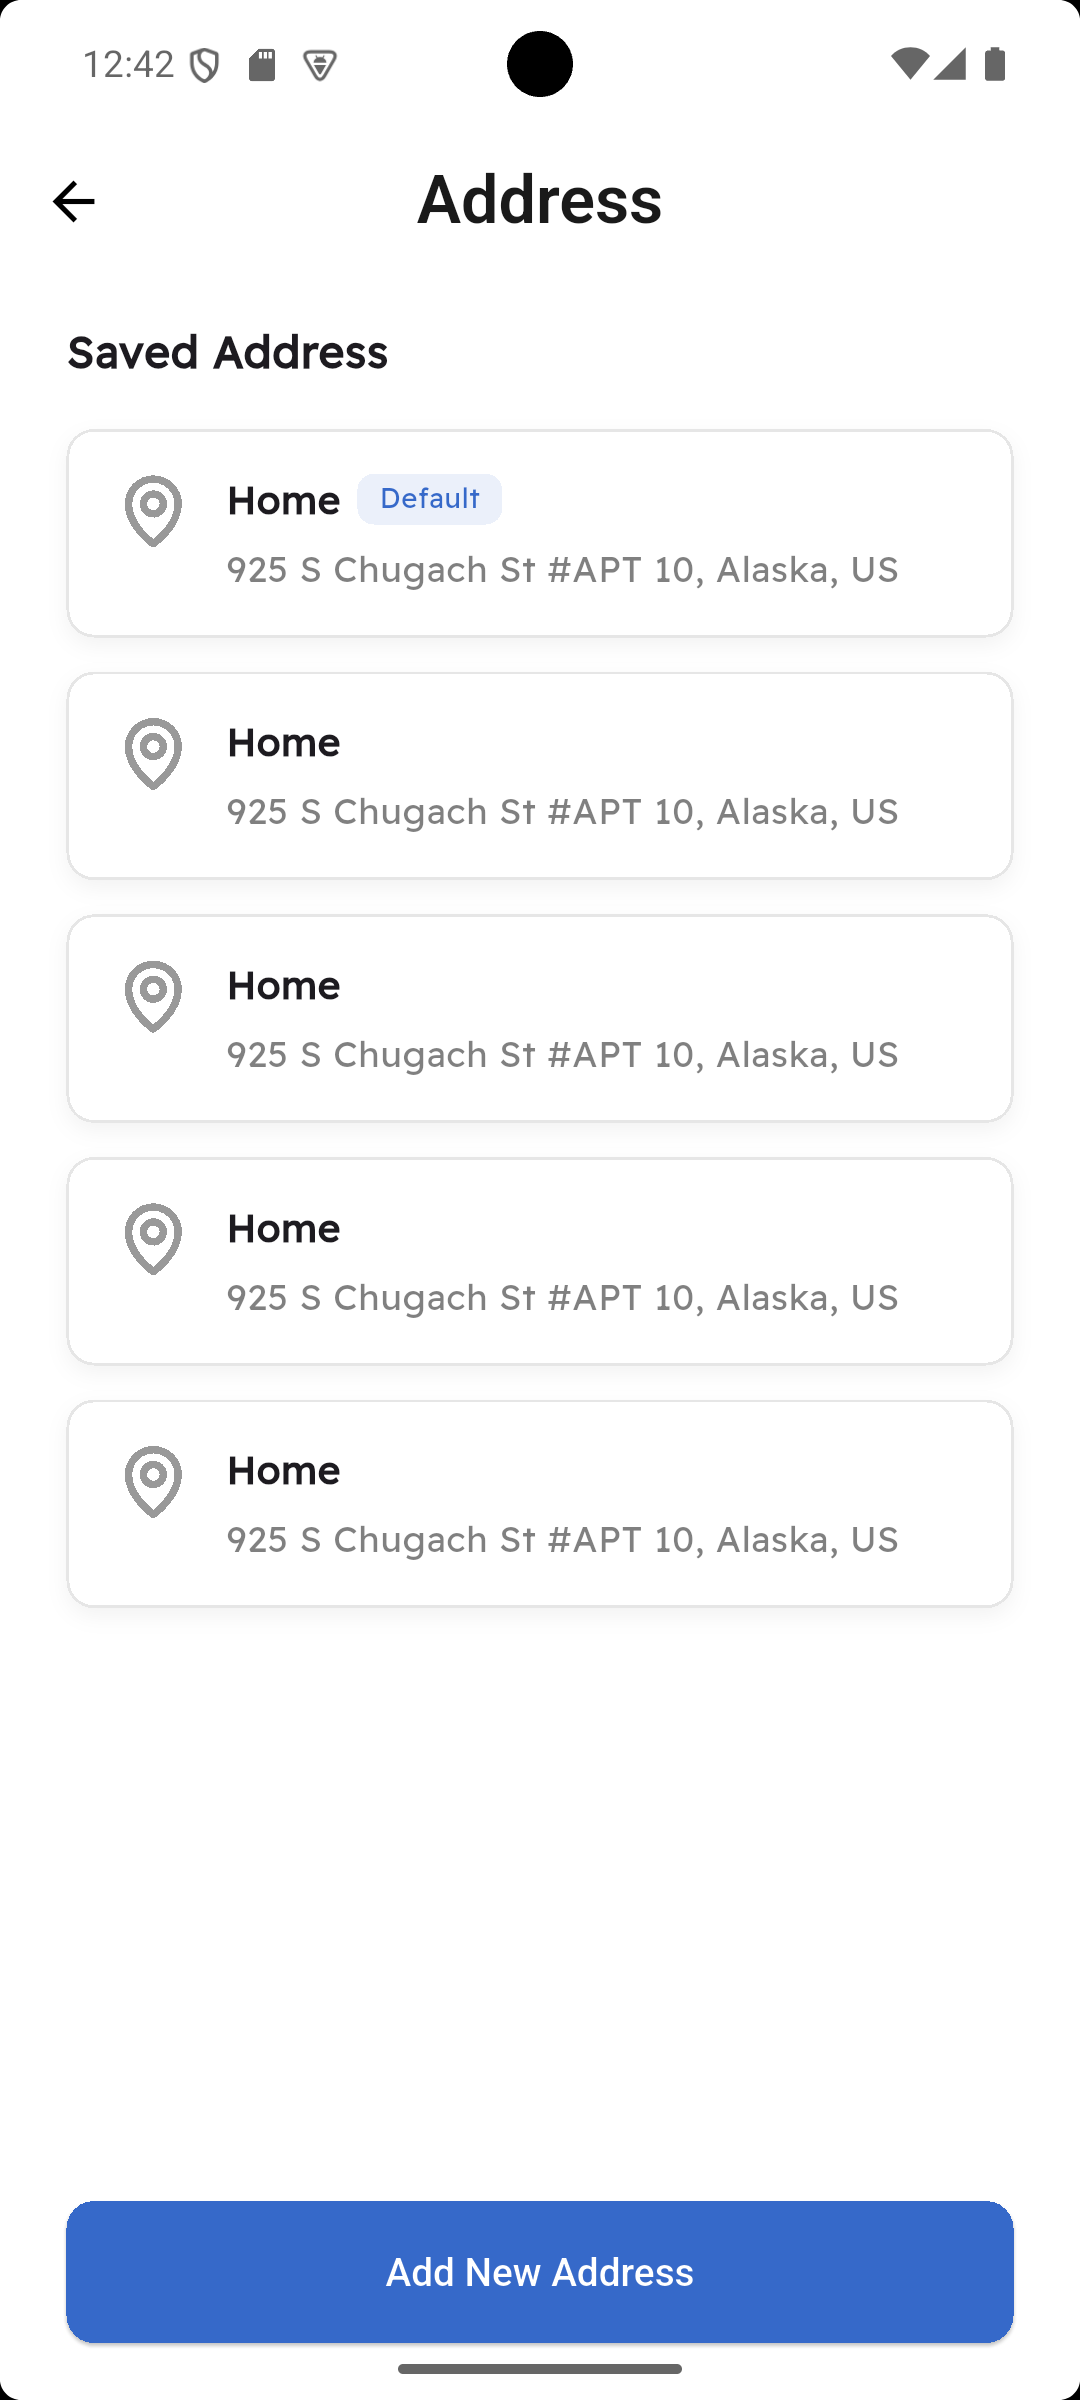 12:42
Address
Saved Address
Home Default
925 S Chugach St #APT 10, Alaska, US
Home
925 S Chugach St #APT 10, Alaska, US
Home
925 S Chugach St #APT 10, Alaska, US
Home
925 S Chugach St #APT 10, Alaska, US
Home
925 S Chugach St #APT 10, Alaska, US
Add New Address